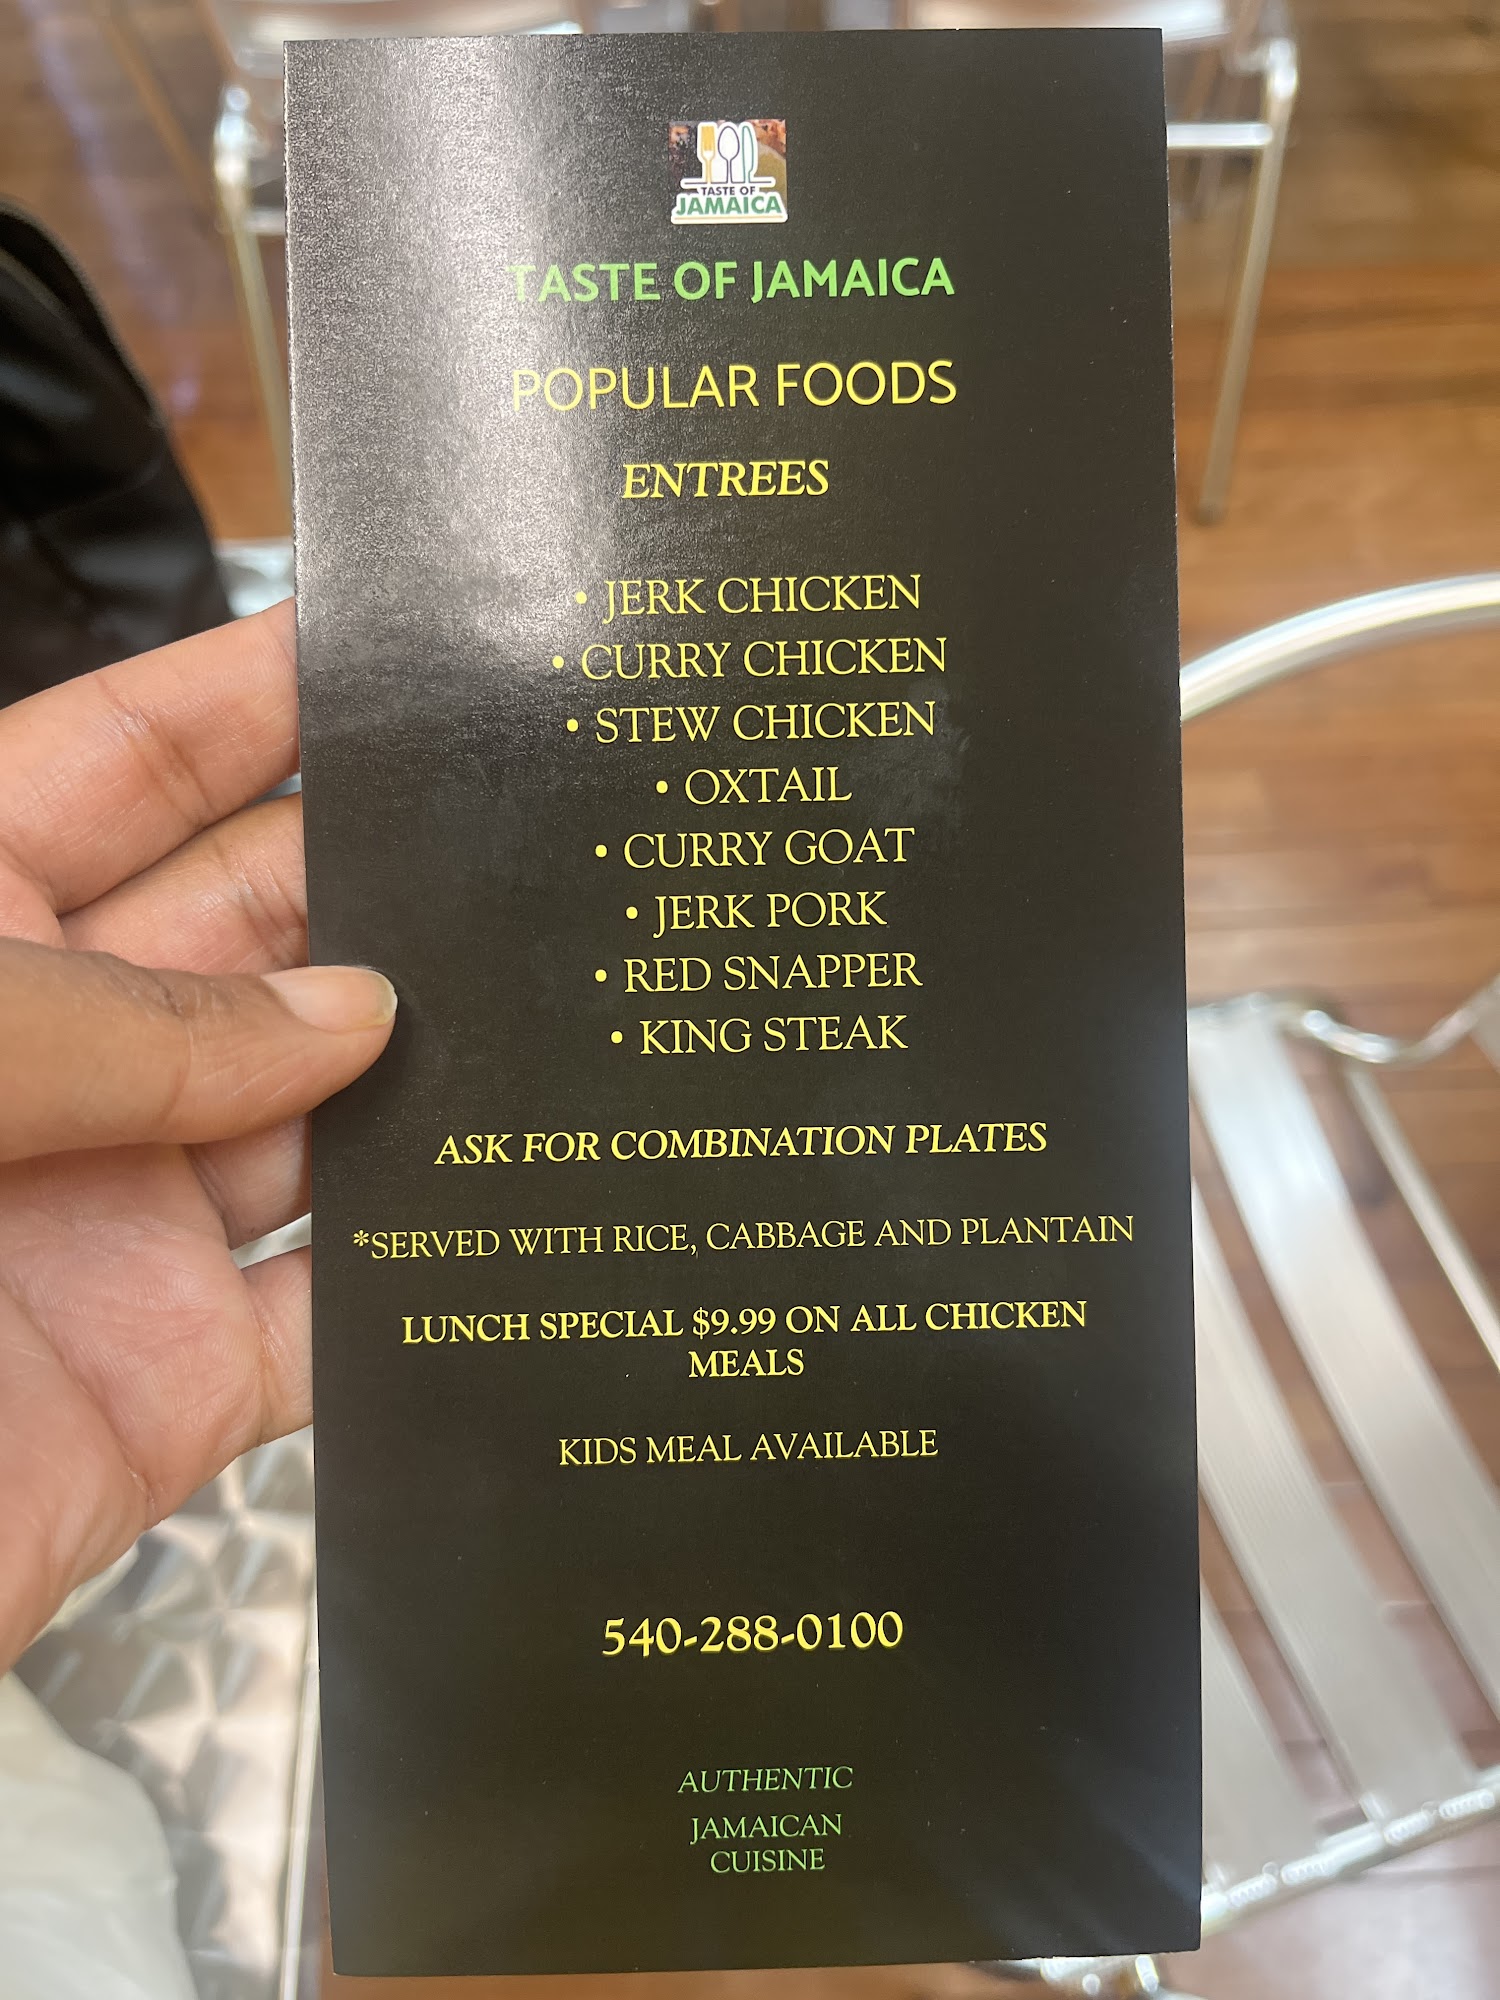 TASTE OF
JAMAICA
TASTE OF JAMAICA
POPULAR FOODS
ENTREES
• JERK CHICKEN
• CURRY CHICKEN
• STEW CHICKEN
• OXTAIL
• CURRY GOAT
• JERK PORK
• RED SNAPPER
• KING STEAK
ASK FOR COMBINATION PLATES
*SERVED WITH RICE, CABBAGE AND PLANTAIN
LUNCH SPECIAL $9.99 ON ALL CHICKEN
MEALS
KIDS MEAL AVAILABLE
540-288-0100
AUTHENTIC
JAMAICAN
CUISINE